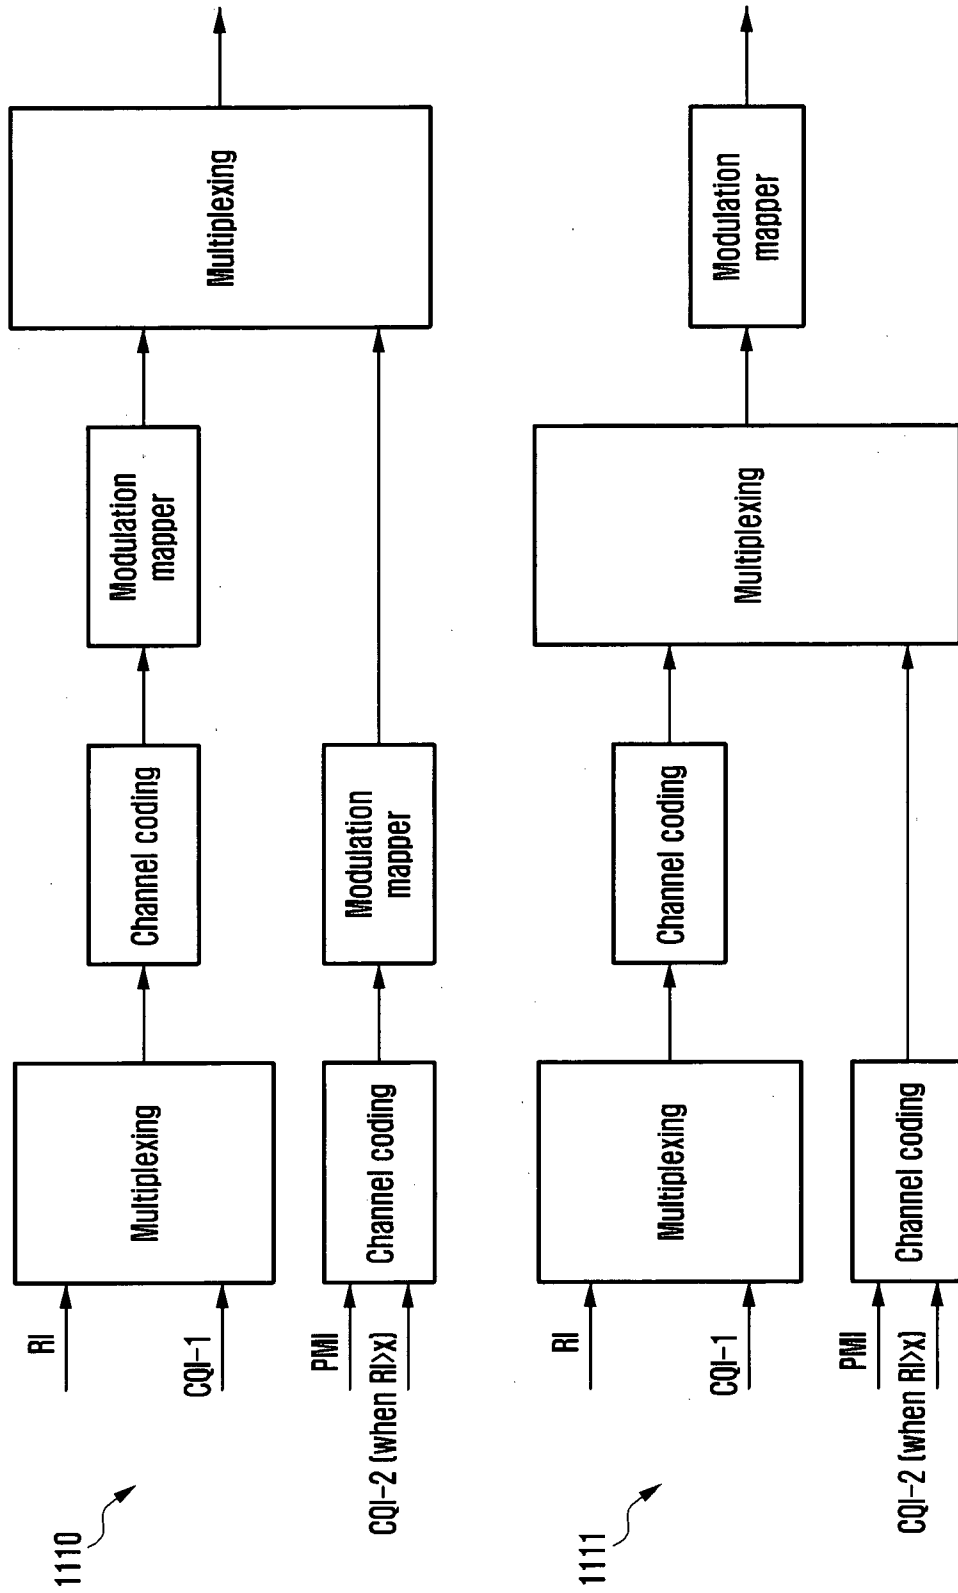 1110
RI
CQI-1
PMI
CQI-2 (when RI>x)
Multiplexing
Channel coding
Channel coding
Modulation
mapper
Modulation
mapper
Multiplexing
1111
RI
CQI-1
PMI
CQI-2 (when RI>x)
Multiplexing
Channel coding
Channel coding
Multiplexing
Modulation
mapper